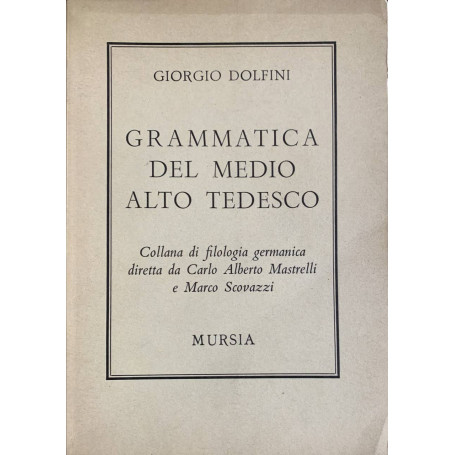 GIORGIO DOLFINI
GRAMMATICA
DEL MEDIO
ALTO TEDESCO
Collana di filologia germanica
diretta da Carlo Alberto Mastrelli
e Marco Scovazzi
MURSIA